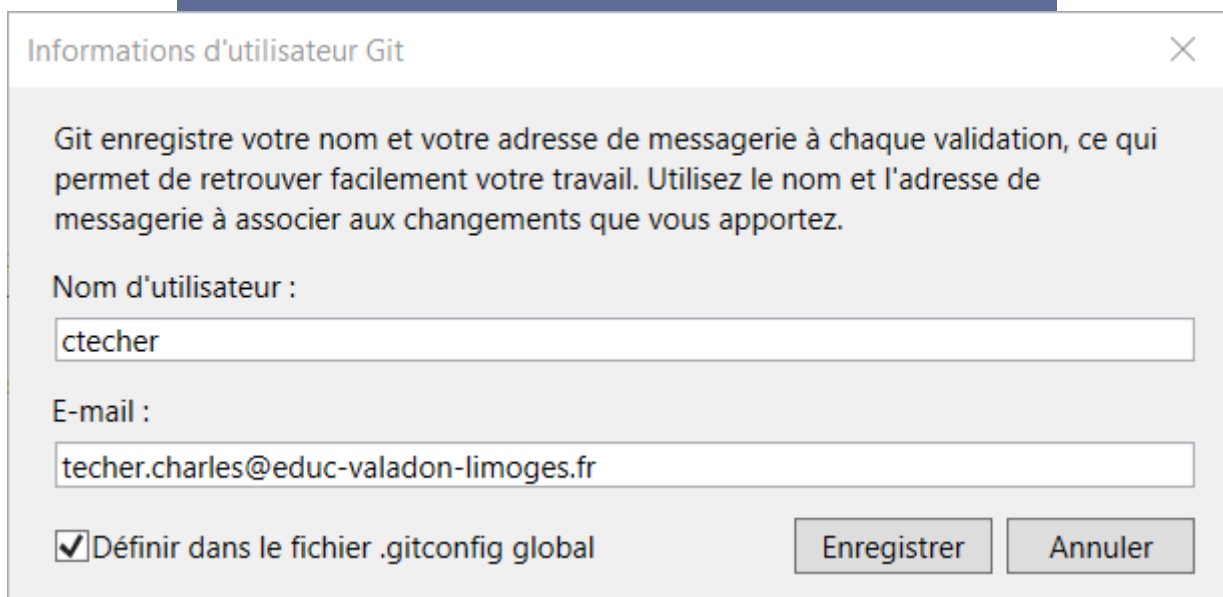 Informations d'utilisateur Git
Git enregistre votre nom et votre adresse de messagerie à chaque validation, ce qui
permet de retrouver facilement votre travail. Utilisez le nom et l'adresse de
messagerie à associer aux changements que vous apportez.
Nom d'utilisateur :
ctecher
E-mail :
techer.charles@educ-valadon-limoges.fr
Définir dans le fichier .gitconfig global
Enregistrer
Annuler